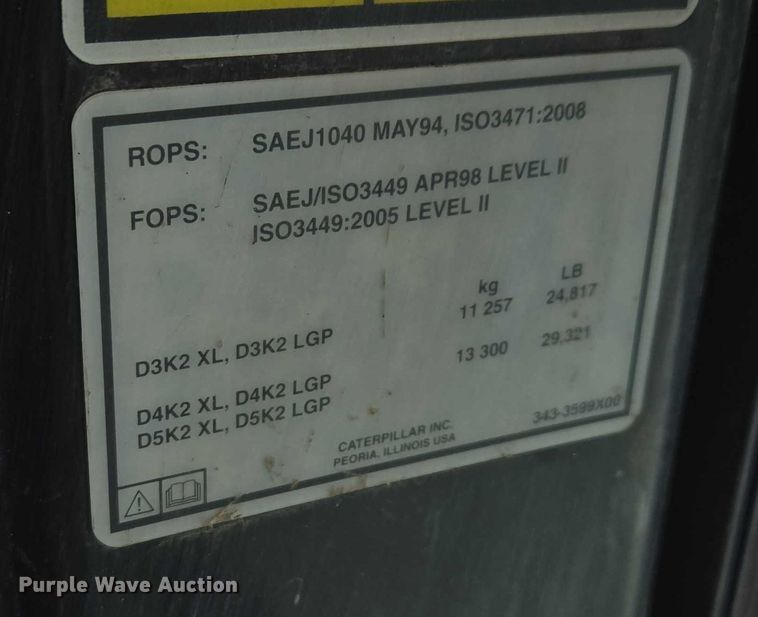 ROPS: SAEJ1040 MAY94, ISO3471:2008
FOPS: SAEJ/ISO3449 APR98 LEVEL II
ISO3449:2005 LEVEL II
kg LB
D3K2 XL, D3K2 LGP 11 257 24,817
D4K2 XL, D4K2 LGP 13 300 29,321
D5K2 XL, D5K2 LGP
CATERPILLAR INC. 343-3599X00
PEORIA, ILLINOIS USA
Purple Wave Auction